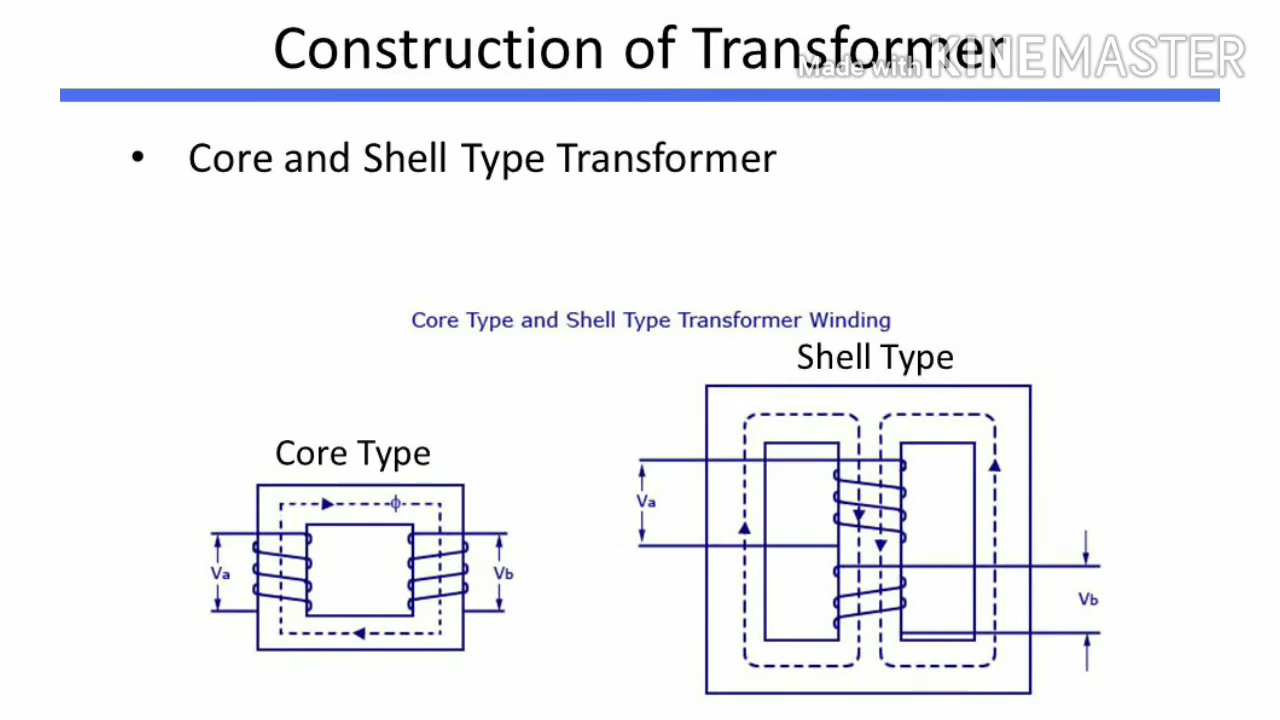 Construction of Transformer
Made with KINEMASTER
• Core and Shell Type Transformer
Core Type and Shell Type Transformer Winding
Shell Type
Core Type
ϕ
Va
Vb
Va
Vb